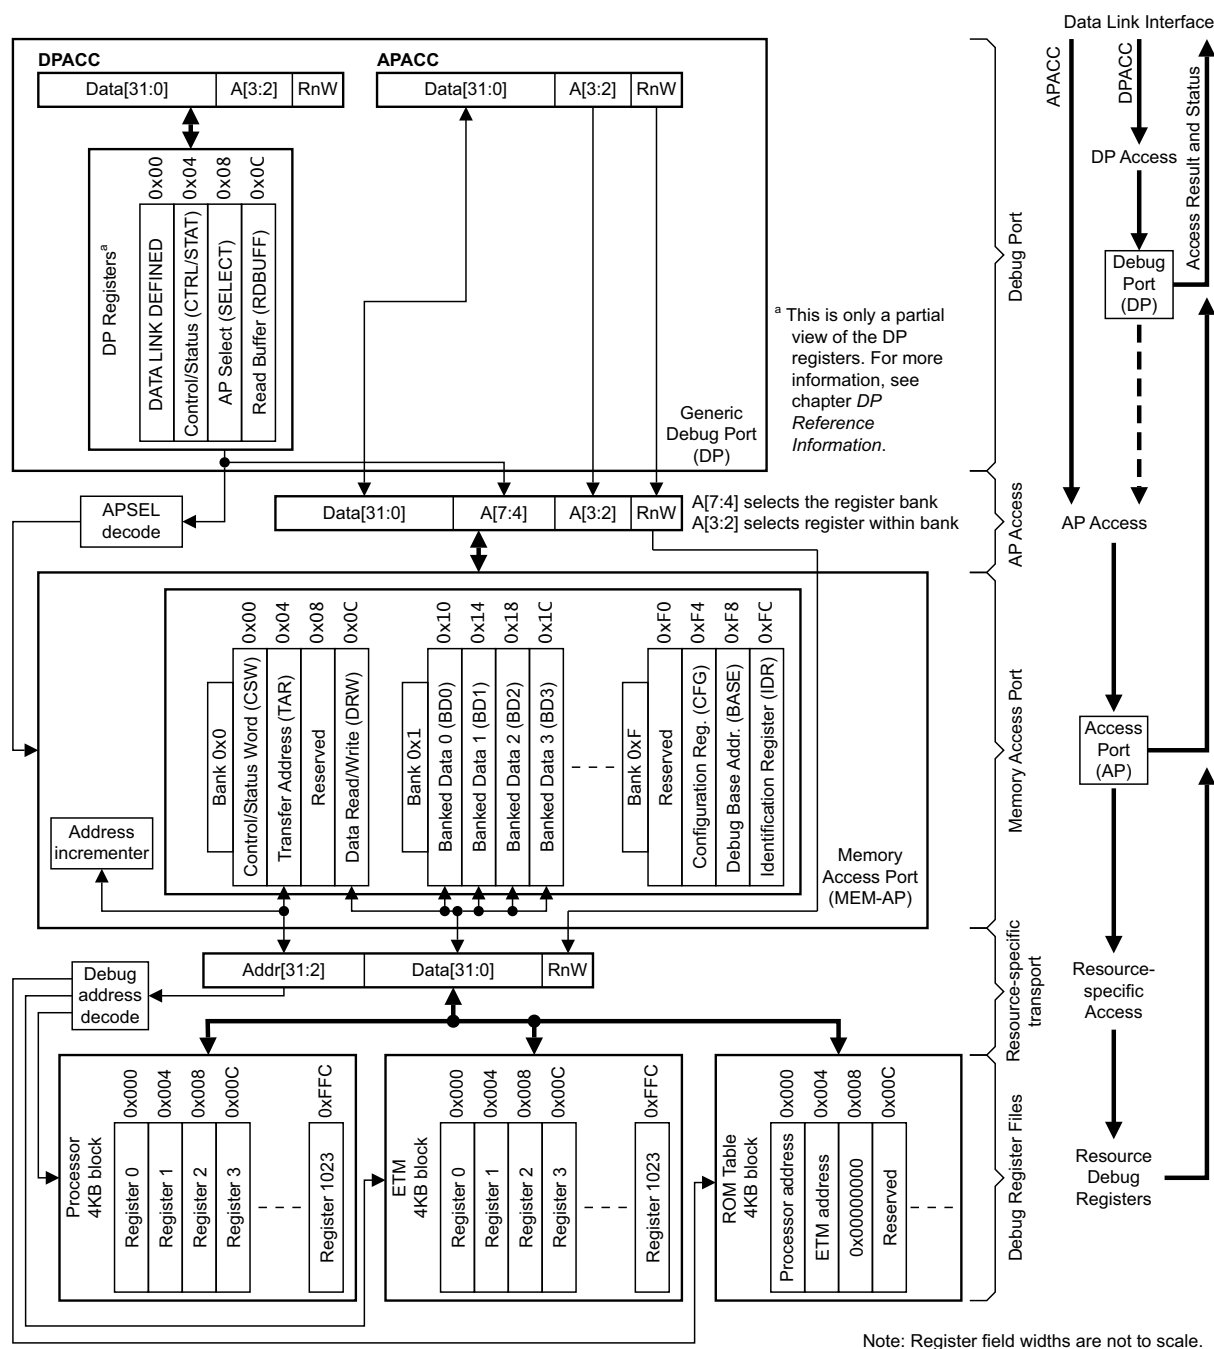 Data Link Interface
DPACC
Data[31:0] A[3:2] RnW
APACC
Data[31:0] A[3:2] RnW
APACC
DPACC
Access Result and Status
DP Access
Debug
Port
(DP)
Debug Port
DP Registersa
0x00
0x04
0x08
0x0C
DATA LINK DEFINED
Control/Status (CTRL/STAT)
AP Select (SELECT)
Read Buffer (RDBUFF)
a This is only a partial
view of the DP
registers. For more
information, see
chapter DP
Reference
Information.
Generic
Debug Port
(DP)
APSEL
decode
Data[31:0] A[7:4] A[3:2] RnW
A[7:4] selects the register bank
A[3:2] selects register within bank
AP Access
AP Access
Bank 0x0
0x00
0x04
0x08
0x0C
Control/Status Word (CSW)
Transfer Address (TAR)
Reserved
Data Read/Write (DRW)
Bank 0x1
0x10
0x14
0x18
0x1C
Banked Data 0 (BD0)
Banked Data 1 (BD1)
Banked Data 2 (BD2)
Banked Data 3 (BD3)
Bank 0xF
0xF0
0xF4
0xF8
0xFC
Reserved
Configuration Reg. (CFG)
Debug Base Addr. (BASE)
Identification Register (IDR)
Memory Access Port
Access
Port
(AP)
Address
incrementer
Memory
Access Port
(MEM-AP)
Addr[31:2] Data[31:0] RnW
Debug
address
decode
Resource-specific
transport
Resource-
specific
Access
Processor
4KB block
0x000
0x004
0x008
0x00C
0xFFC
Register 0
Register 1
Register 2
Register 3
Register 1023
ETM
4KB block
0x000
0x004
0x008
0x00C
0xFFC
Register 0
Register 1
Register 2
Register 3
Register 1023
ROM Table
4KB block
0x000
0x004
0x008
0x00C
Processor address
ETM address
0x00000000
Reserved
Debug Register Files
Resource
Debug
Registers
Note: Register field widths are not to scale.